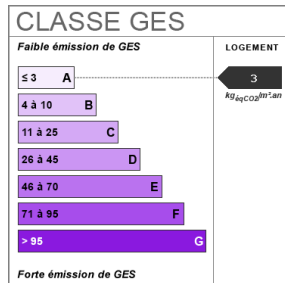 CLASSE GES
Faible émission de GES
LOGEMENT
≤ 3 A
3
kgéqCO2/m².an
4 à 10 B
11 à 25 C
26 à 45 D
46 à 70 E
71 à 95 F
> 95 G
Forte émission de GES